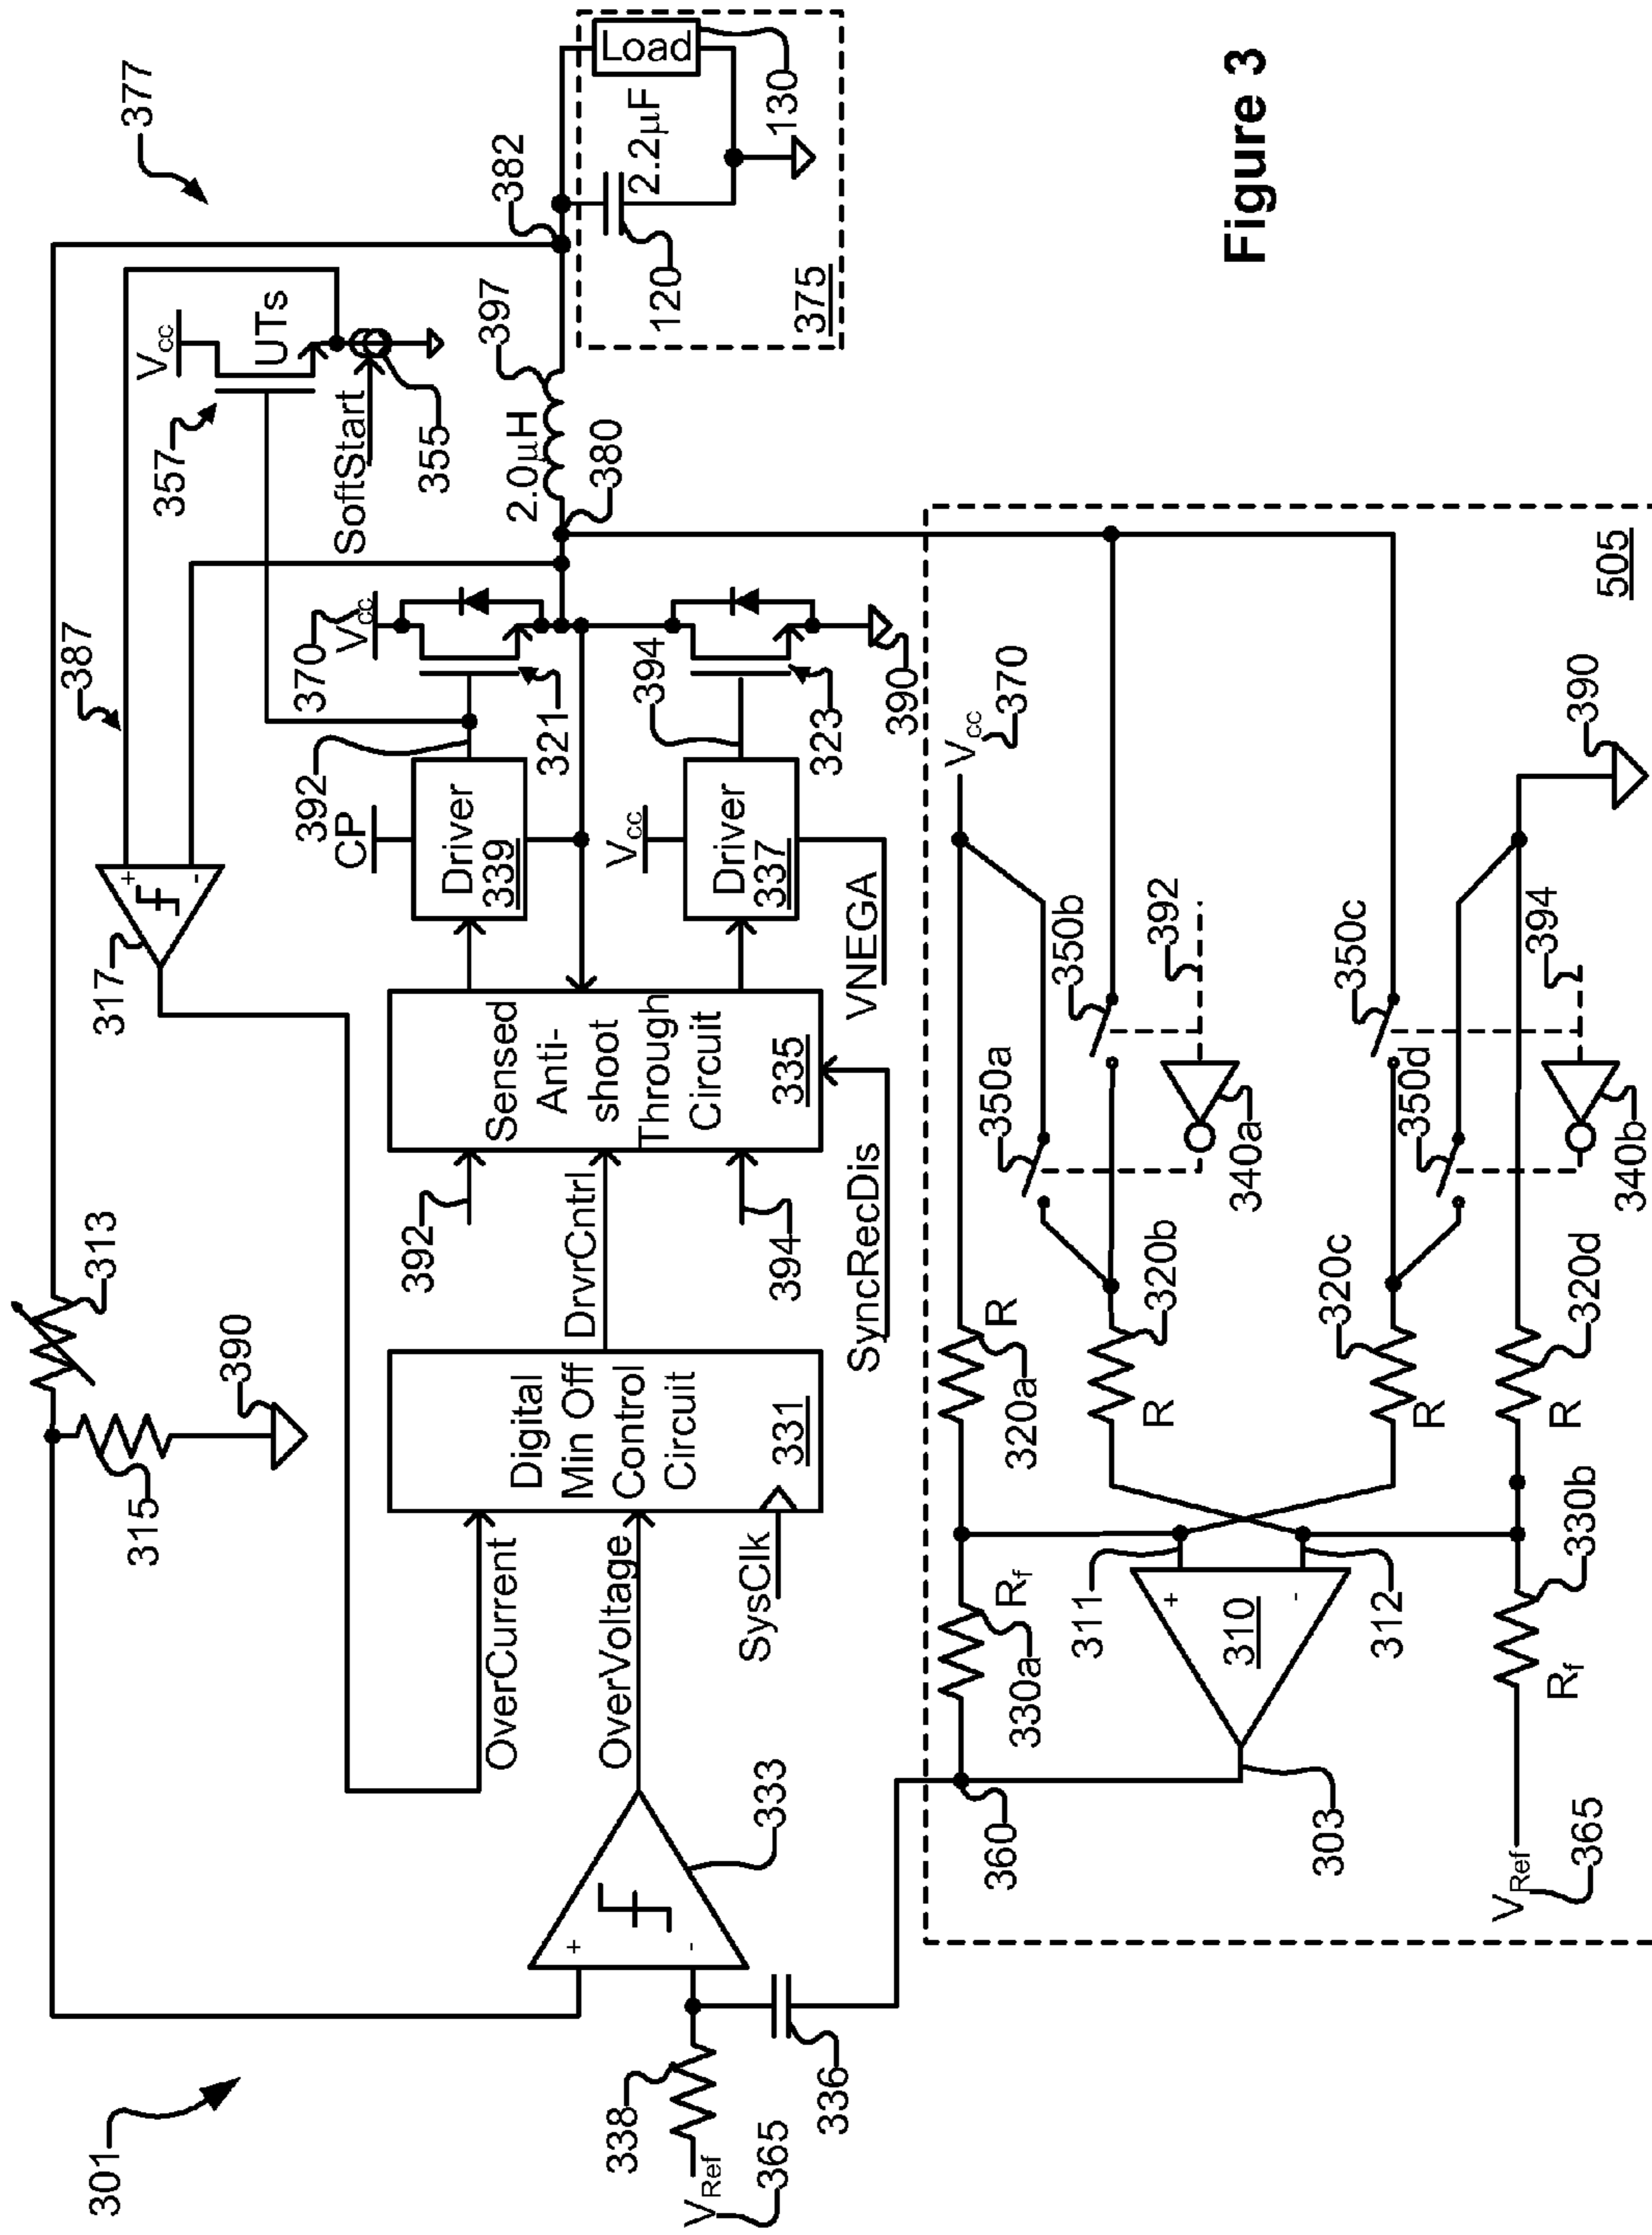 301
377
387
313
390
315
317
357
Vcc
UTs
SoftStart
355
382
397
2.0µH
380
Load
2.2µF
120
130
375
370
Vcc
392
CP
Driver
339
321
394
Vcc
Driver
337
323
390
VNEGA
+
-
OverCurrent
OverVoltage
SysClk
Digital
Min Off
Control
Circuit
331
DrvrCntrl
392
394
Sensed
Anti-
shoot
Through
Circuit
335
SyncRecDis
+
-
333
338
VRef
365
336
360
330a
Rf
320a
R
Vcc
370
303
310
+
-
311
312
R
320b
350a
350b
340a
392
R
320c
350c
350d
340b
394
R
320d
390
VRef
365
Rf
330b
505
Figure 3